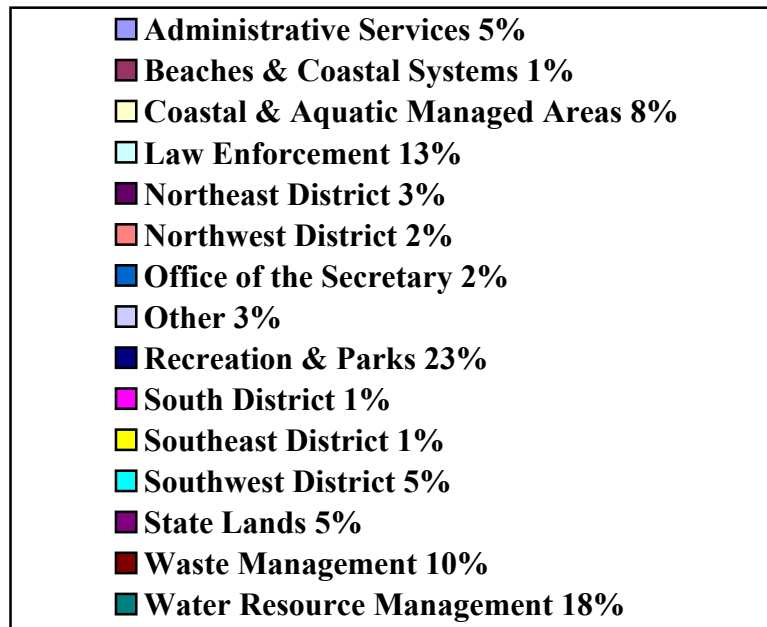 Administrative Services 5%
Beaches & Coastal Systems 1%
Coastal & Aquatic Managed Areas 8%
Law Enforcement 13%
Northeast District 3%
Northwest District 2%
Office of the Secretary 2%
Other 3%
Recreation & Parks 23%
South District 1%
Southeast District 1%
Southwest District 5%
State Lands 5%
Waste Management 10%
Water Resource Management 18%